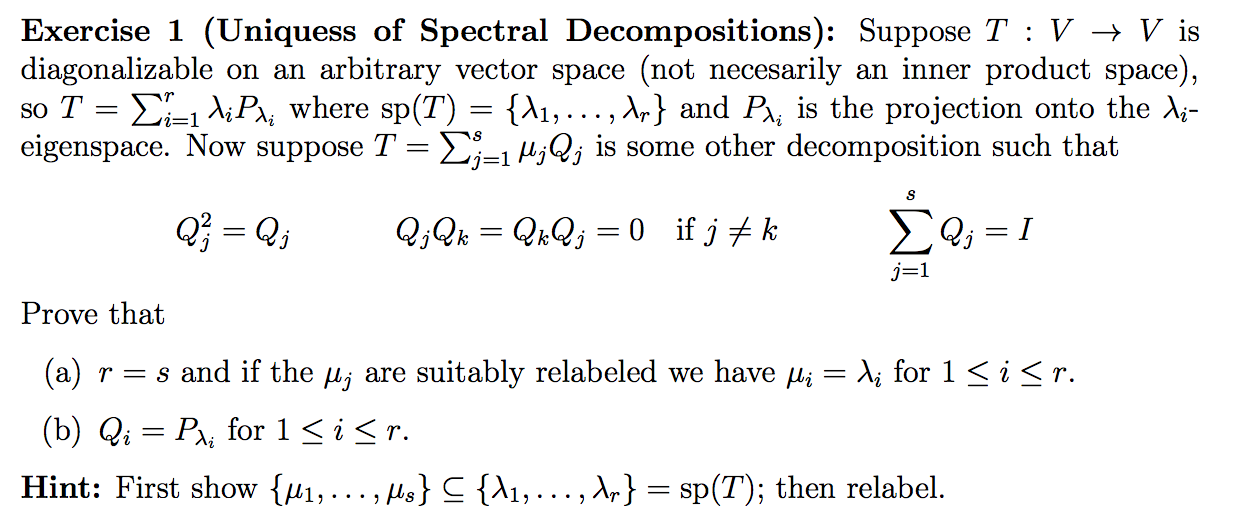 Exercise 1 (Uniquess of Spectral Decompositions): Suppose T : V → V is
diagonalizable on an arbitrary vector space (not necesarily an inner product space),
so T = ∑_{i=1}^{r} λ_i P_{λ_i} where sp(T) = {λ_1, . . . , λ_r} and P_{λ_i} is the projection onto the λ_i-
eigenspace. Now suppose T = ∑_{j=1}^{s} μ_j Q_j is some other decomposition such that
Q_j^2 = Q_j Q_j Q_k = Q_k Q_j = 0 if j ≠ k ∑_{j=1}^{s} Q_j = I
Prove that
(a) r = s and if the μ_j are suitably relabeled we have μ_i = λ_i for 1 ≤ i ≤ r.
(b) Q_i = P_{λ_i} for 1 ≤ i ≤ r.
Hint: First show {μ_1, . . . , μ_s} ⊆ {λ_1, . . . , λ_r} = sp(T); then relabel.